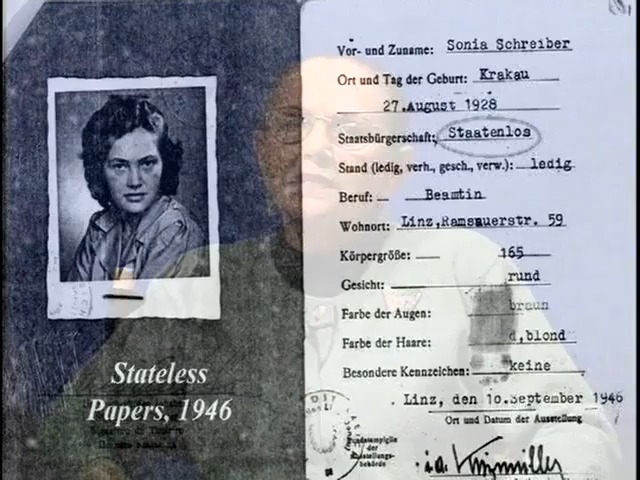 Vor- und Zuname: Sonia Schreiber
Ort und Tag der Geburt: Krakau
27.August 1928
Staatsbürgerschaft: Staatenlos
Stand (ledig, verh., gesch., verw.): ledig
Beruf: Beamtin
Wohnort: Linz,Ramsauerstr. 59
Körpergröße: 165
Gesicht: rund
Farbe der Augen: braun
Farbe der Haare: d,blond
Besondere Kennzeichen: keine
Linz, den 10.September 1946
Ort und Datum der Ausstellung
Stateless
Papers, 1946